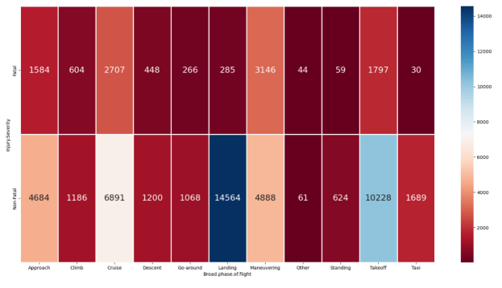 14000
1584 604 2707 448 266 285 3146 44 59 1797 30
Fatal
12000
10000
Injury.Severity
8000
6000
4684 1186 6891 1200 1068 14564 4888 61 624 10228 1689
Non-Fatal
4000
2000
Approach Climb Cruise Descent Go-around Landing Maneuvering Other Standing Takeoff Taxi
Broad.phase.of.flight